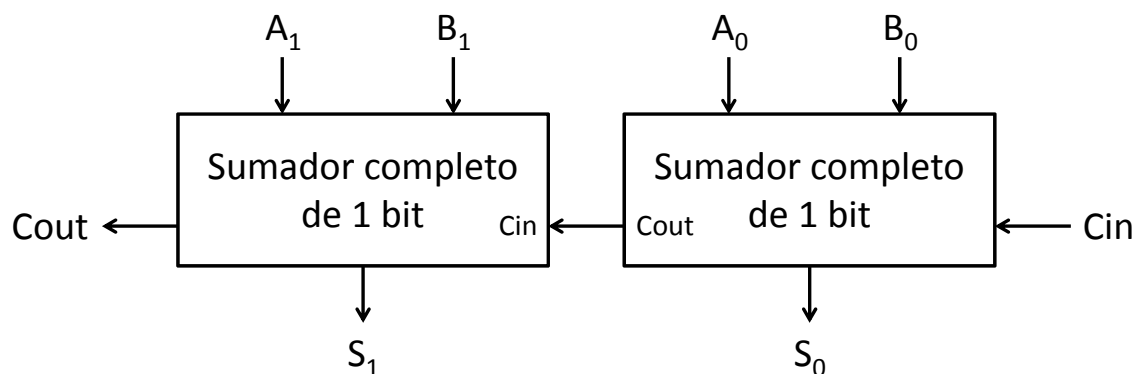 A₁ B₁ A₀ B₀
Sumador completo
de 1 bit
Sumador completo
de 1 bit
Cout Cin Cout Cin
S₁ S₀